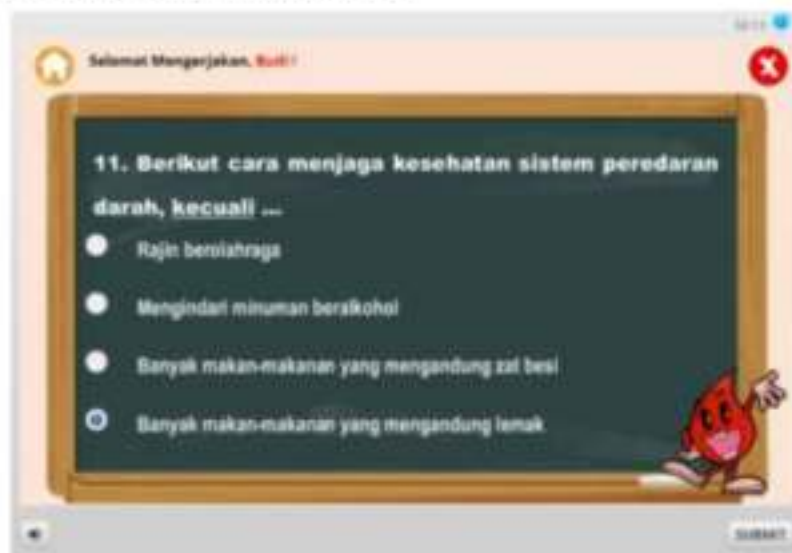 Selamat Mengerjakan, Budi !
11. Berikut cara menjaga kesehatan sistem peredaran
darah, kecuali ...
Rajin berolahraga
Mengindari minuman beralkohol
Banyak makan-makanan yang mengandung zat besi
Banyak makan-makanan yang mengandung lemak
SUBMIT